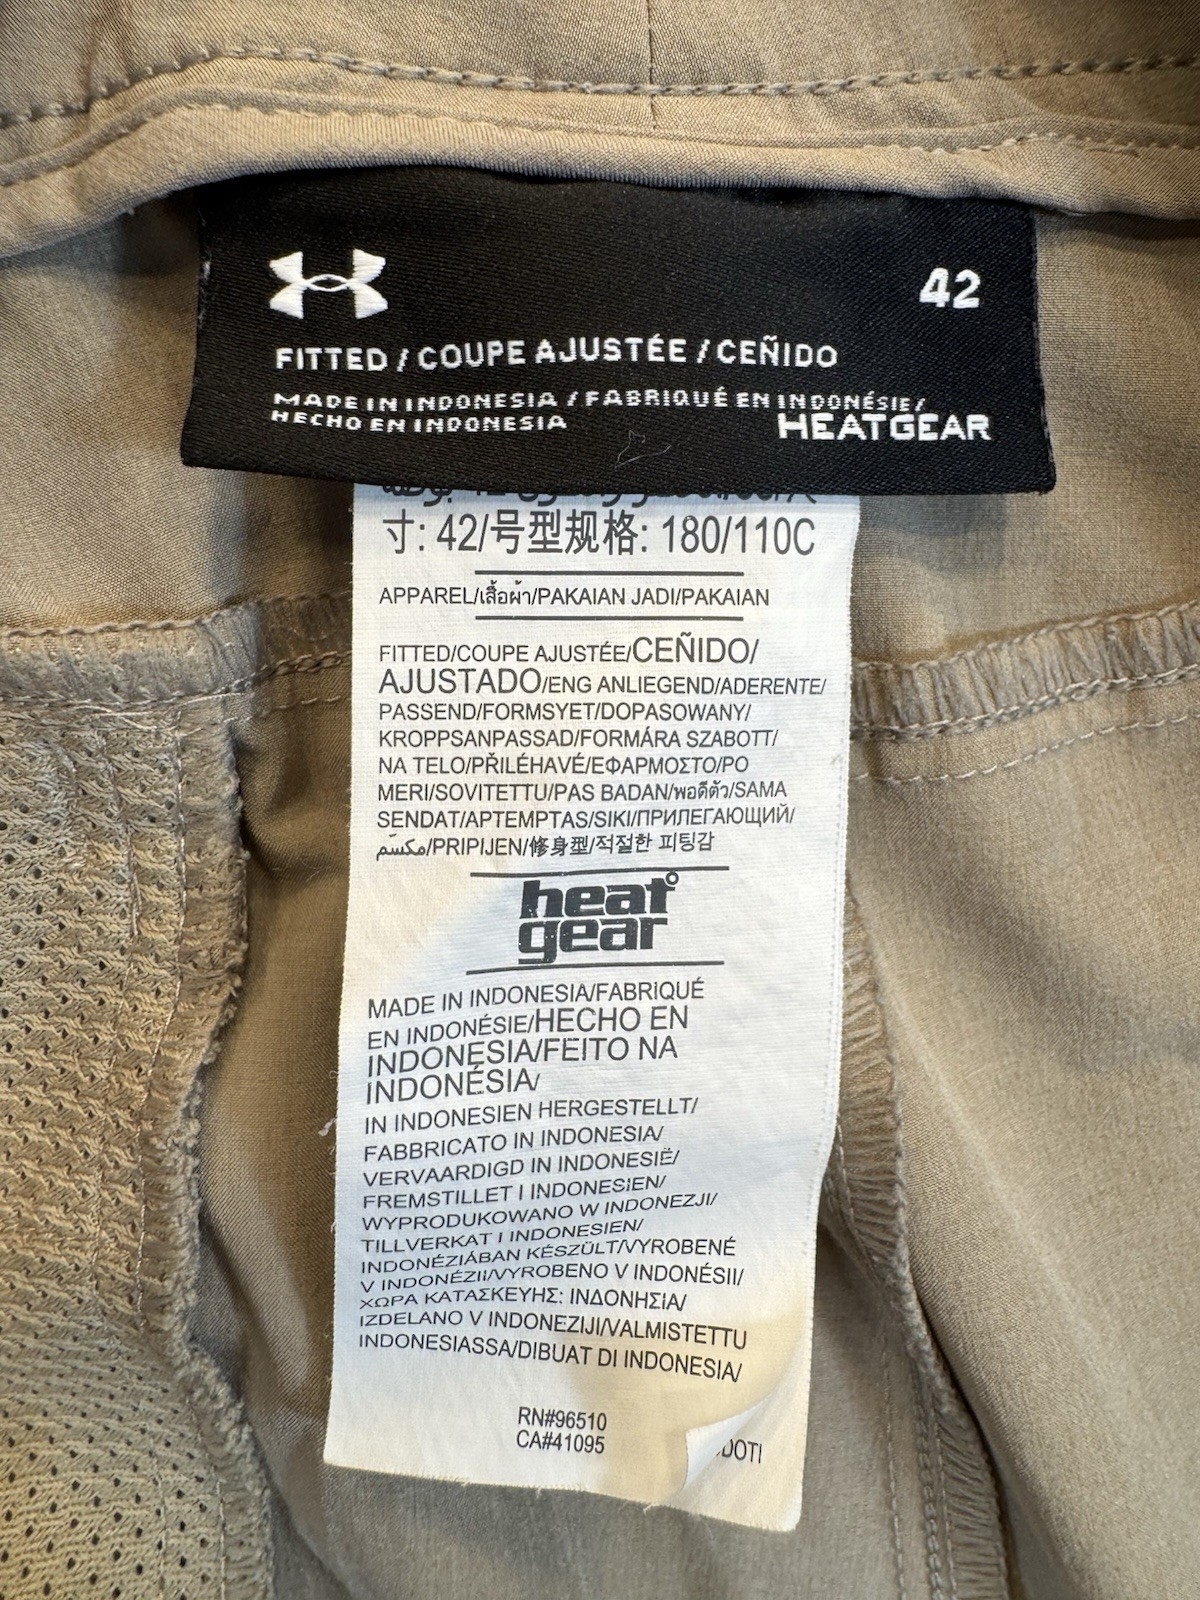 42
FITTED / COUPE AJUSTÉE / CEÑIDO
MADE IN INDONESIA / FABRIQUÉ EN INDONÉSIE /
HECHO EN INDONESIA
HEATGEAR
寸: 42/号型规格: 180/110C
APPAREL/เสื้อผ้า/PAKAIAN JADI/PAKAIAN
FITTED/COUPE AJUSTÉE/CEÑIDO/
AJUSTADO/ENG ANLIEGEND/ADERENTE/
PASSEND/FORMSYET/DOPASOWANY/
KROPPSANPASSAD/FORMÁRA SZABOTT/
NA TELO/PŘILÉHAVÉ/ΕΦΑΡΜΟΣΤΟ/PO
MERI/SOVITETTU/PAS BADAN/พอดีตัว/SAMA
SENDAT/APTEMPTAS/SIKI/ПРИЛЕГАЮЩИЙ/
مكسّم/PRIPIJEN/修身型/적절한 피팅감
heat
gear
MADE IN INDONESIA/FABRIQUÉ
EN INDONÉSIE/HECHO EN
INDONESIA/FEITO NA
INDONÉSIA/
IN INDONESIEN HERGESTELLT/
FABBRICATO IN INDONESIA/
VERVAARDIGD IN INDONESIË/
FREMSTILLET I INDONESIEN/
WYPRODUKOWANO W INDONEZJI/
TILLVERKAT I INDONESIEN/
INDONÉZIÁBAN KÉSZÜLT/VYROBENÉ
V INDONÉZII/VYROBENO V INDONÉSII/
ΧΩΡΑ ΚΑΤΑΣΚΕΥΗΣ: ΙΝΔΟΝΗΣΙΑ/
IZDELANO V INDONEZIJI/VALMISTETTU
INDONESIASSA/DIBUAT DI INDONESIA/
RN#96510
CA#41095